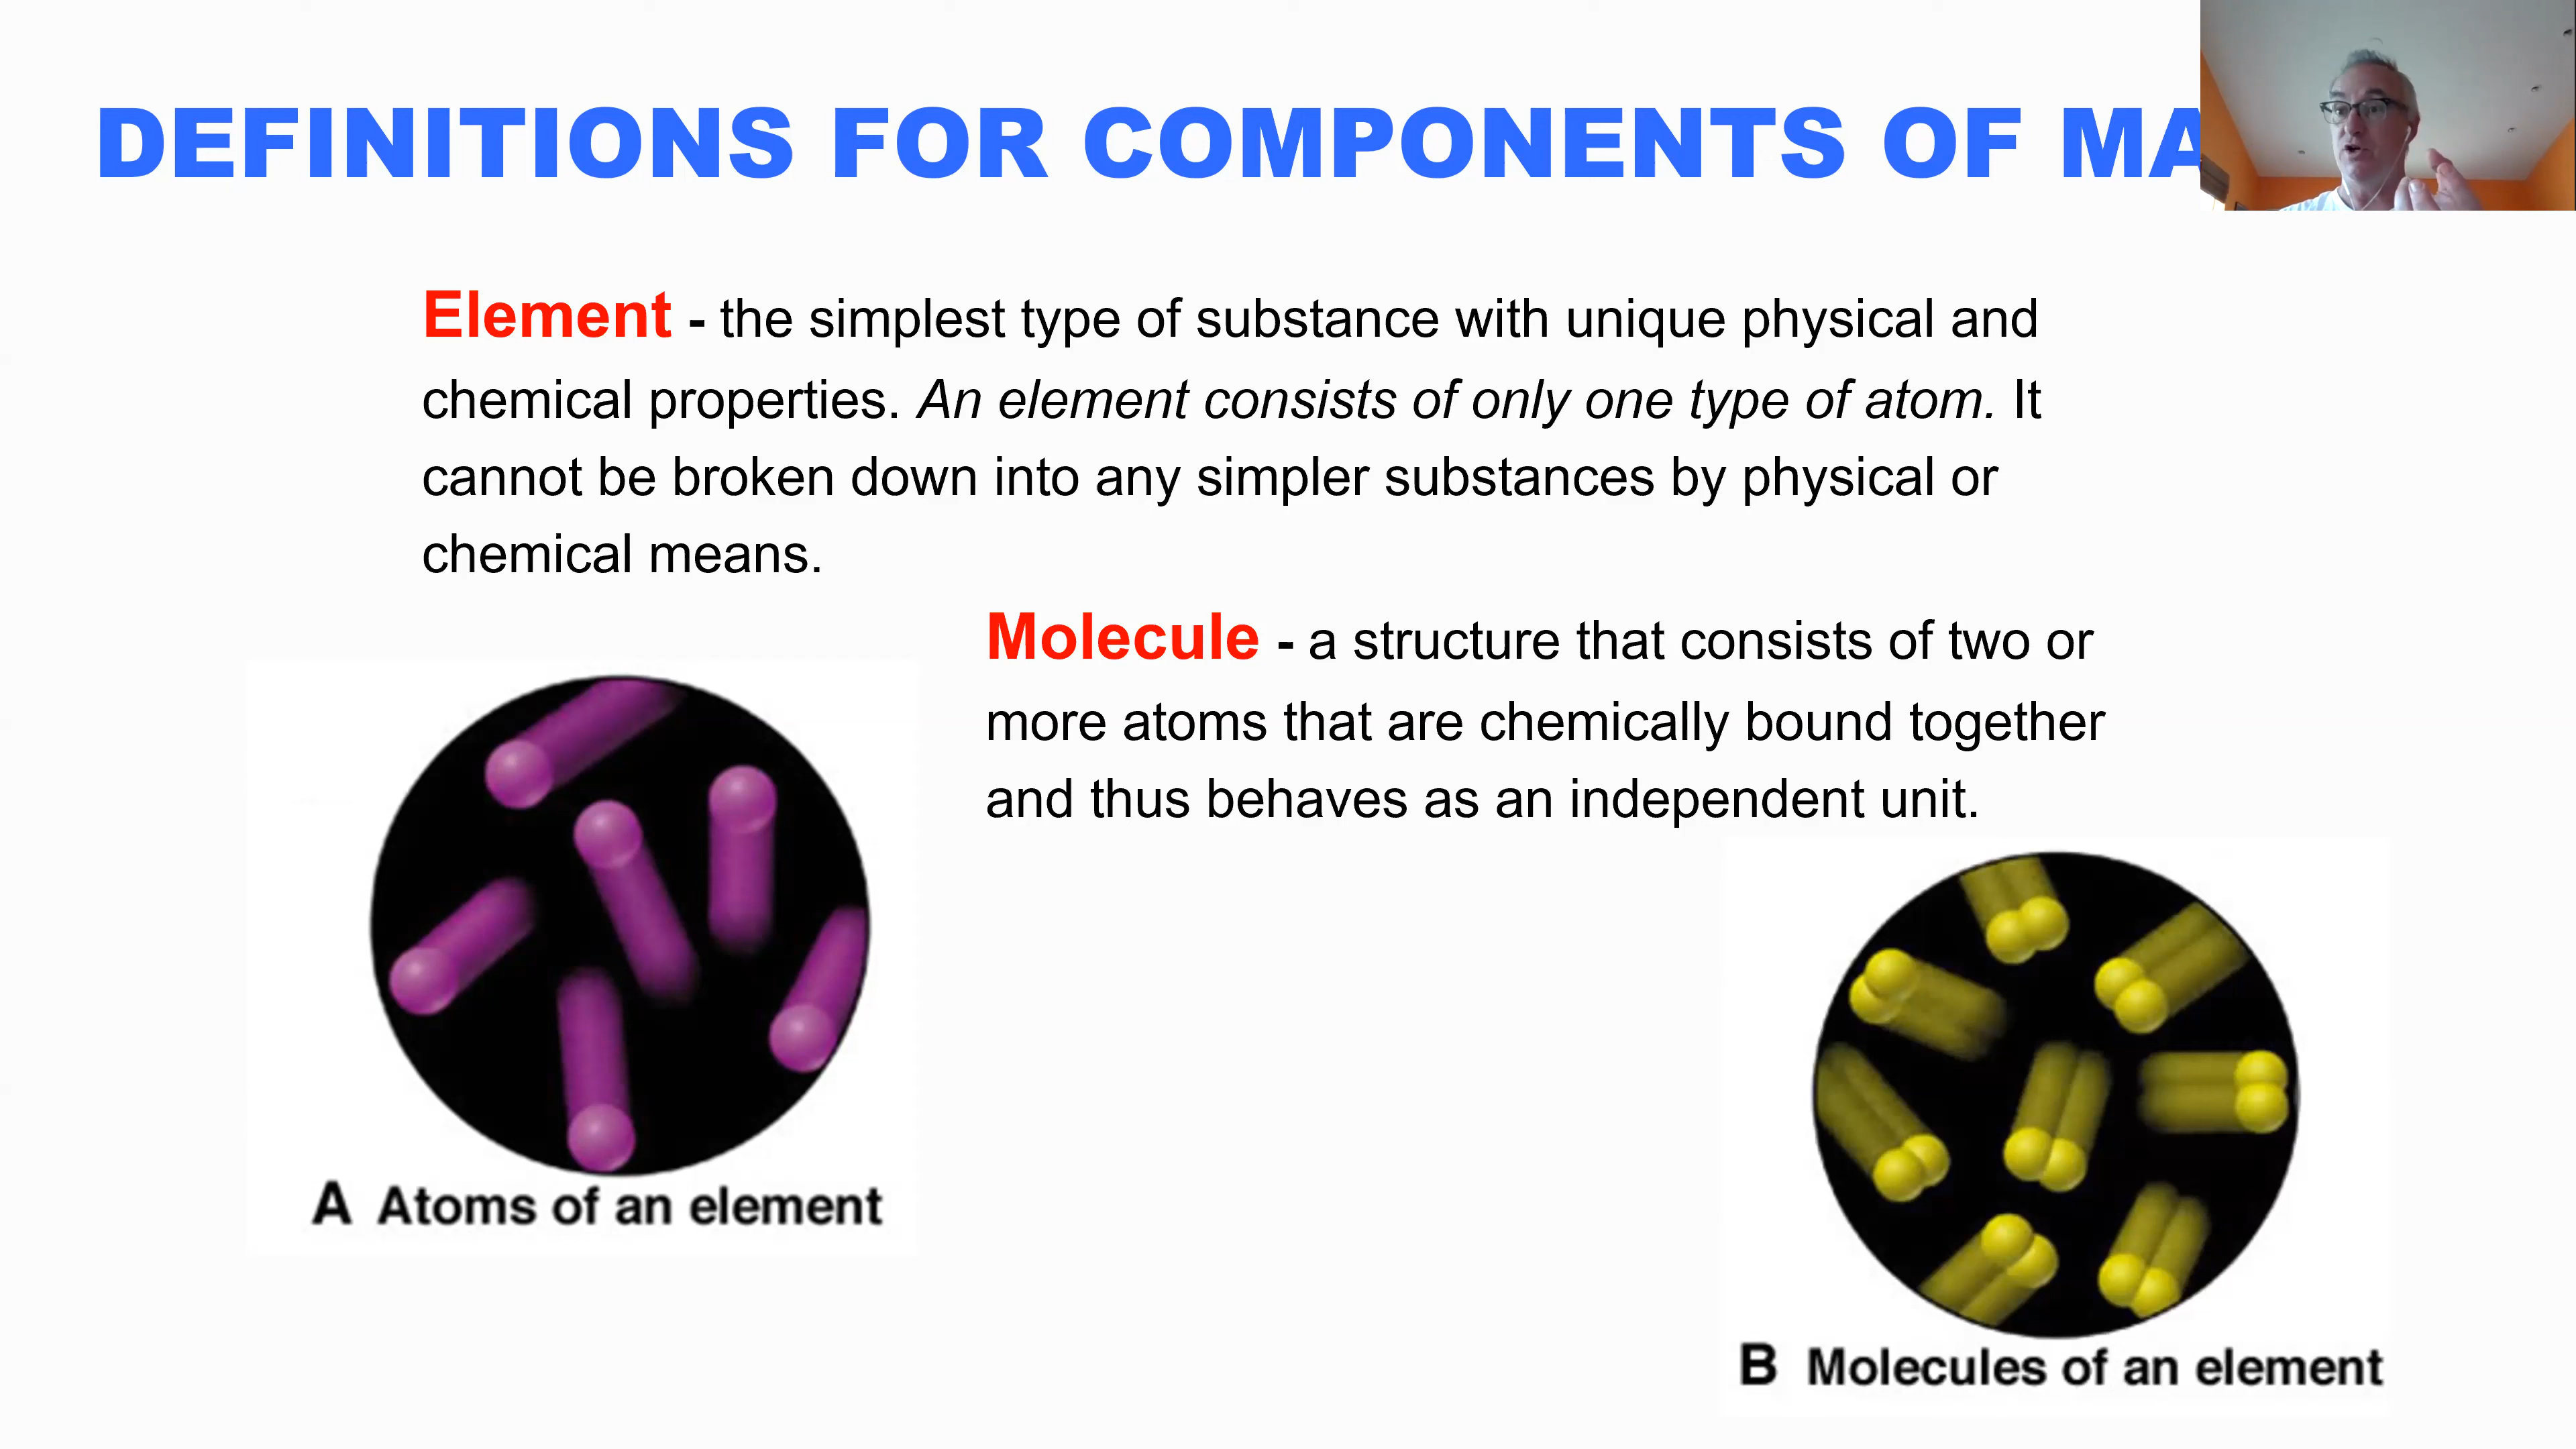 DEFINITIONS FOR COMPONENTS OF MA
Element - the simplest type of substance with unique physical and
chemical properties. An element consists of only one type of atom. It
cannot be broken down into any simpler substances by physical or
chemical means.
Molecule - a structure that consists of two or
more atoms that are chemically bound together
and thus behaves as an independent unit.
A Atoms of an element
B Molecules of an element